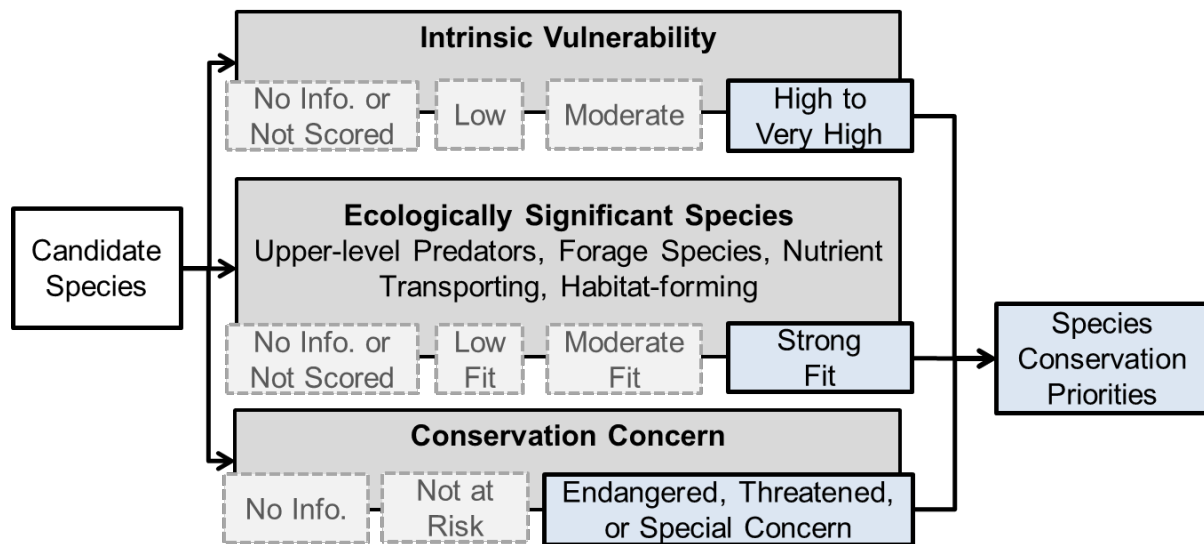 Intrinsic Vulnerability
No Info. or
Not Scored
Low
Moderate
High to
Very High
Candidate
Species
Ecologically Significant Species
Upper-level Predators, Forage Species, Nutrient
Transporting, Habitat-forming
No Info. or
Not Scored
Low
Fit
Moderate
Fit
Strong
Fit
Conservation Concern
No Info.
Not at
Risk
Endangered, Threatened,
or Special Concern
Species
Conservation
Priorities